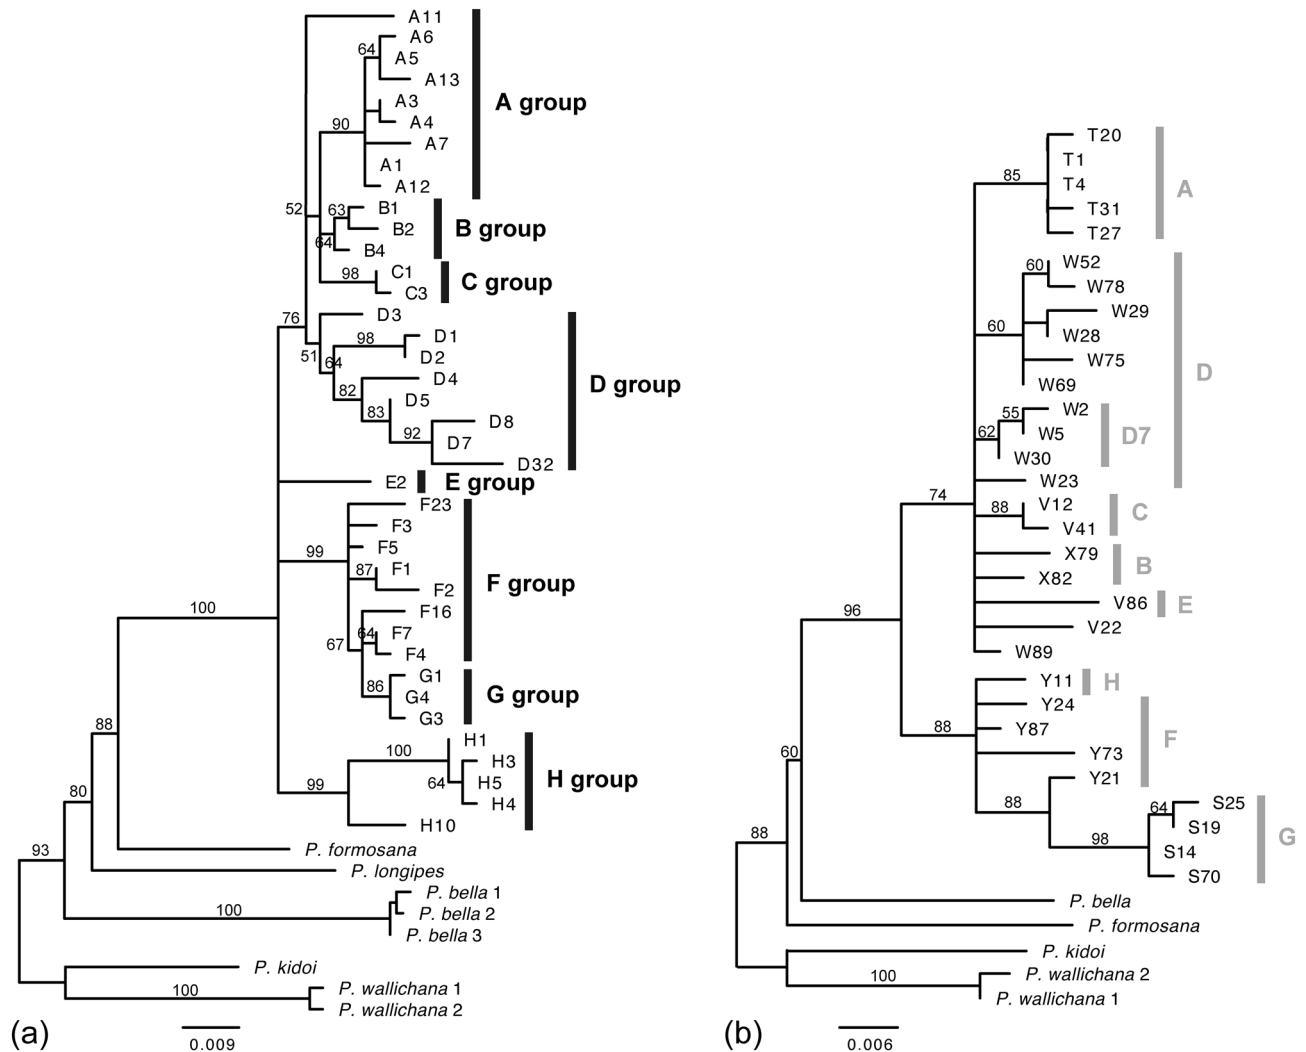 A11
A6
64
A5
A13
A3
A group
A4
90
A7
A1
A12
B1
63
52
B2
B group
64
B4
C1
98
C group
C3
D3
76
D1
98
51
D2
64
D4
D group
82
D5
83
D8
92
D7
D32
E2
E group
F23
F3
F5
99
F1
87
F group
F2
100
F16
F7
64
67
F4
G1
86
G4
G group
G3
88
H1
100
H3
64
H5
H group
99
H4
80
H10
93
P. formosana
P. longipes
P. bella 1
100
P. bella 2
P. bella 3
P. kidoi
100
P. wallichana 1
P. wallichana 2
(a)
0.009
T20
T1
85
T4
A
T31
T27
W52
60
W78
W29
60
W28
W75
D
W69
W2
55
62
W5
D7
W30
W23
74
V12
88
C
V41
X79
B
X82
96
V86
E
V22
W89
Y11
H
Y24
88
Y87
F
60
Y73
Y21
88
S25
64
S19
88
98
G
S14
S70
P. bella
P. formosana
P. kidoi
P. wallichana 2
100
P. wallichana 1
(b)
0.006